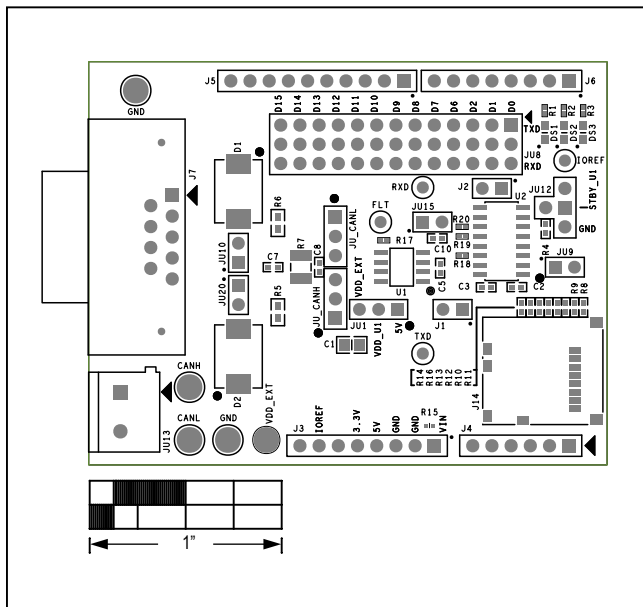 J5
J6
GND
D15
D14
D13
D12
D11
D10
D9
D8
D7
D6
D2
D1
D0
TXD
RXD
JU8
R1
R2
R3
DS1
DS2
DS3
IOREF
J7
D1
R6
JU_CANL
RXD
J2
U2
JU12
STBY_U1
GND
FLT
JU15
R20
R19
R18
R17
C10
JU10
C7
R7
C8
VDD_EXT
U1
C5
C3
C2
R4
JU9
R9
R8
JU20
R5
JU_CANH
JU1
5V
VDD_U1
J1
C1
TXD
D2
R14
R16
R13
R12
R10
R11
J14
CANH
CANL
GND
VDD_EXT
JU13
J3
IOREF
3.3V
5V
GND
GND
R15
VIN
J4
1"